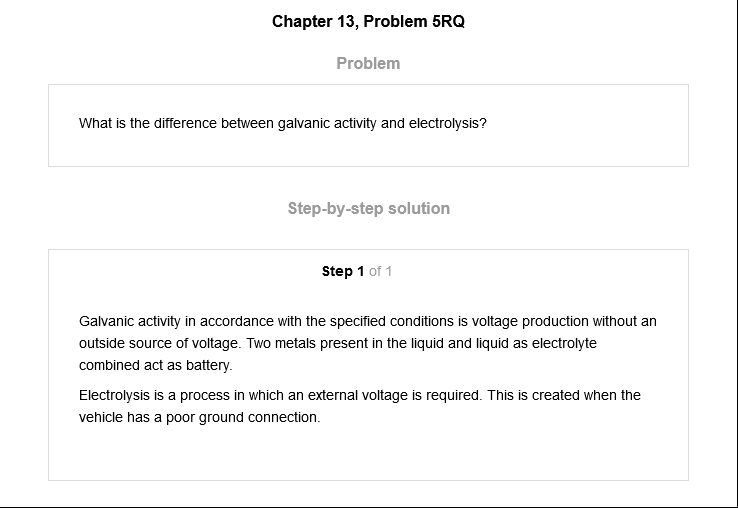 Chapter 13, Problem 5RQ
Problem
What is the difference between galvanic activity and electrolysis?
Step-by-step solution
Step 1 of 1
Galvanic activity in accordance with the specified conditions is voltage production without an
outside source of voltage. Two metals present in the liquid and liquid as electrolyte
combined act as battery.
Electrolysis is a process in which an external voltage is required. This is created when the
vehicle has a poor ground connection.